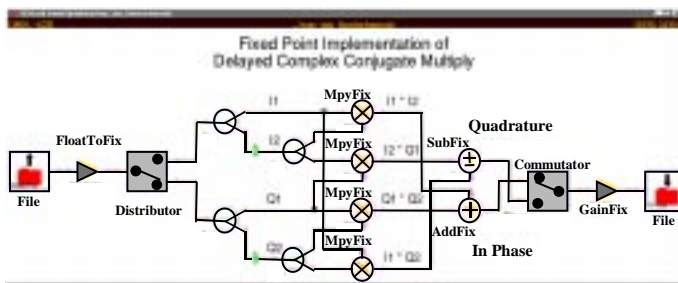 Fixed Point Implementation of
Delayed Complex Conjugate Multiply
MpyFix
I1
I1 * I2
FloatToFix
I2
MpyFix
I2 * Q1
SubFix
Quadrature
Commutator
File
Distributor
Q1
MpyFix
Q1 * Q2
GainFix
File
MpyFix
AddFix
Q2
In Phase
I1 * Q2